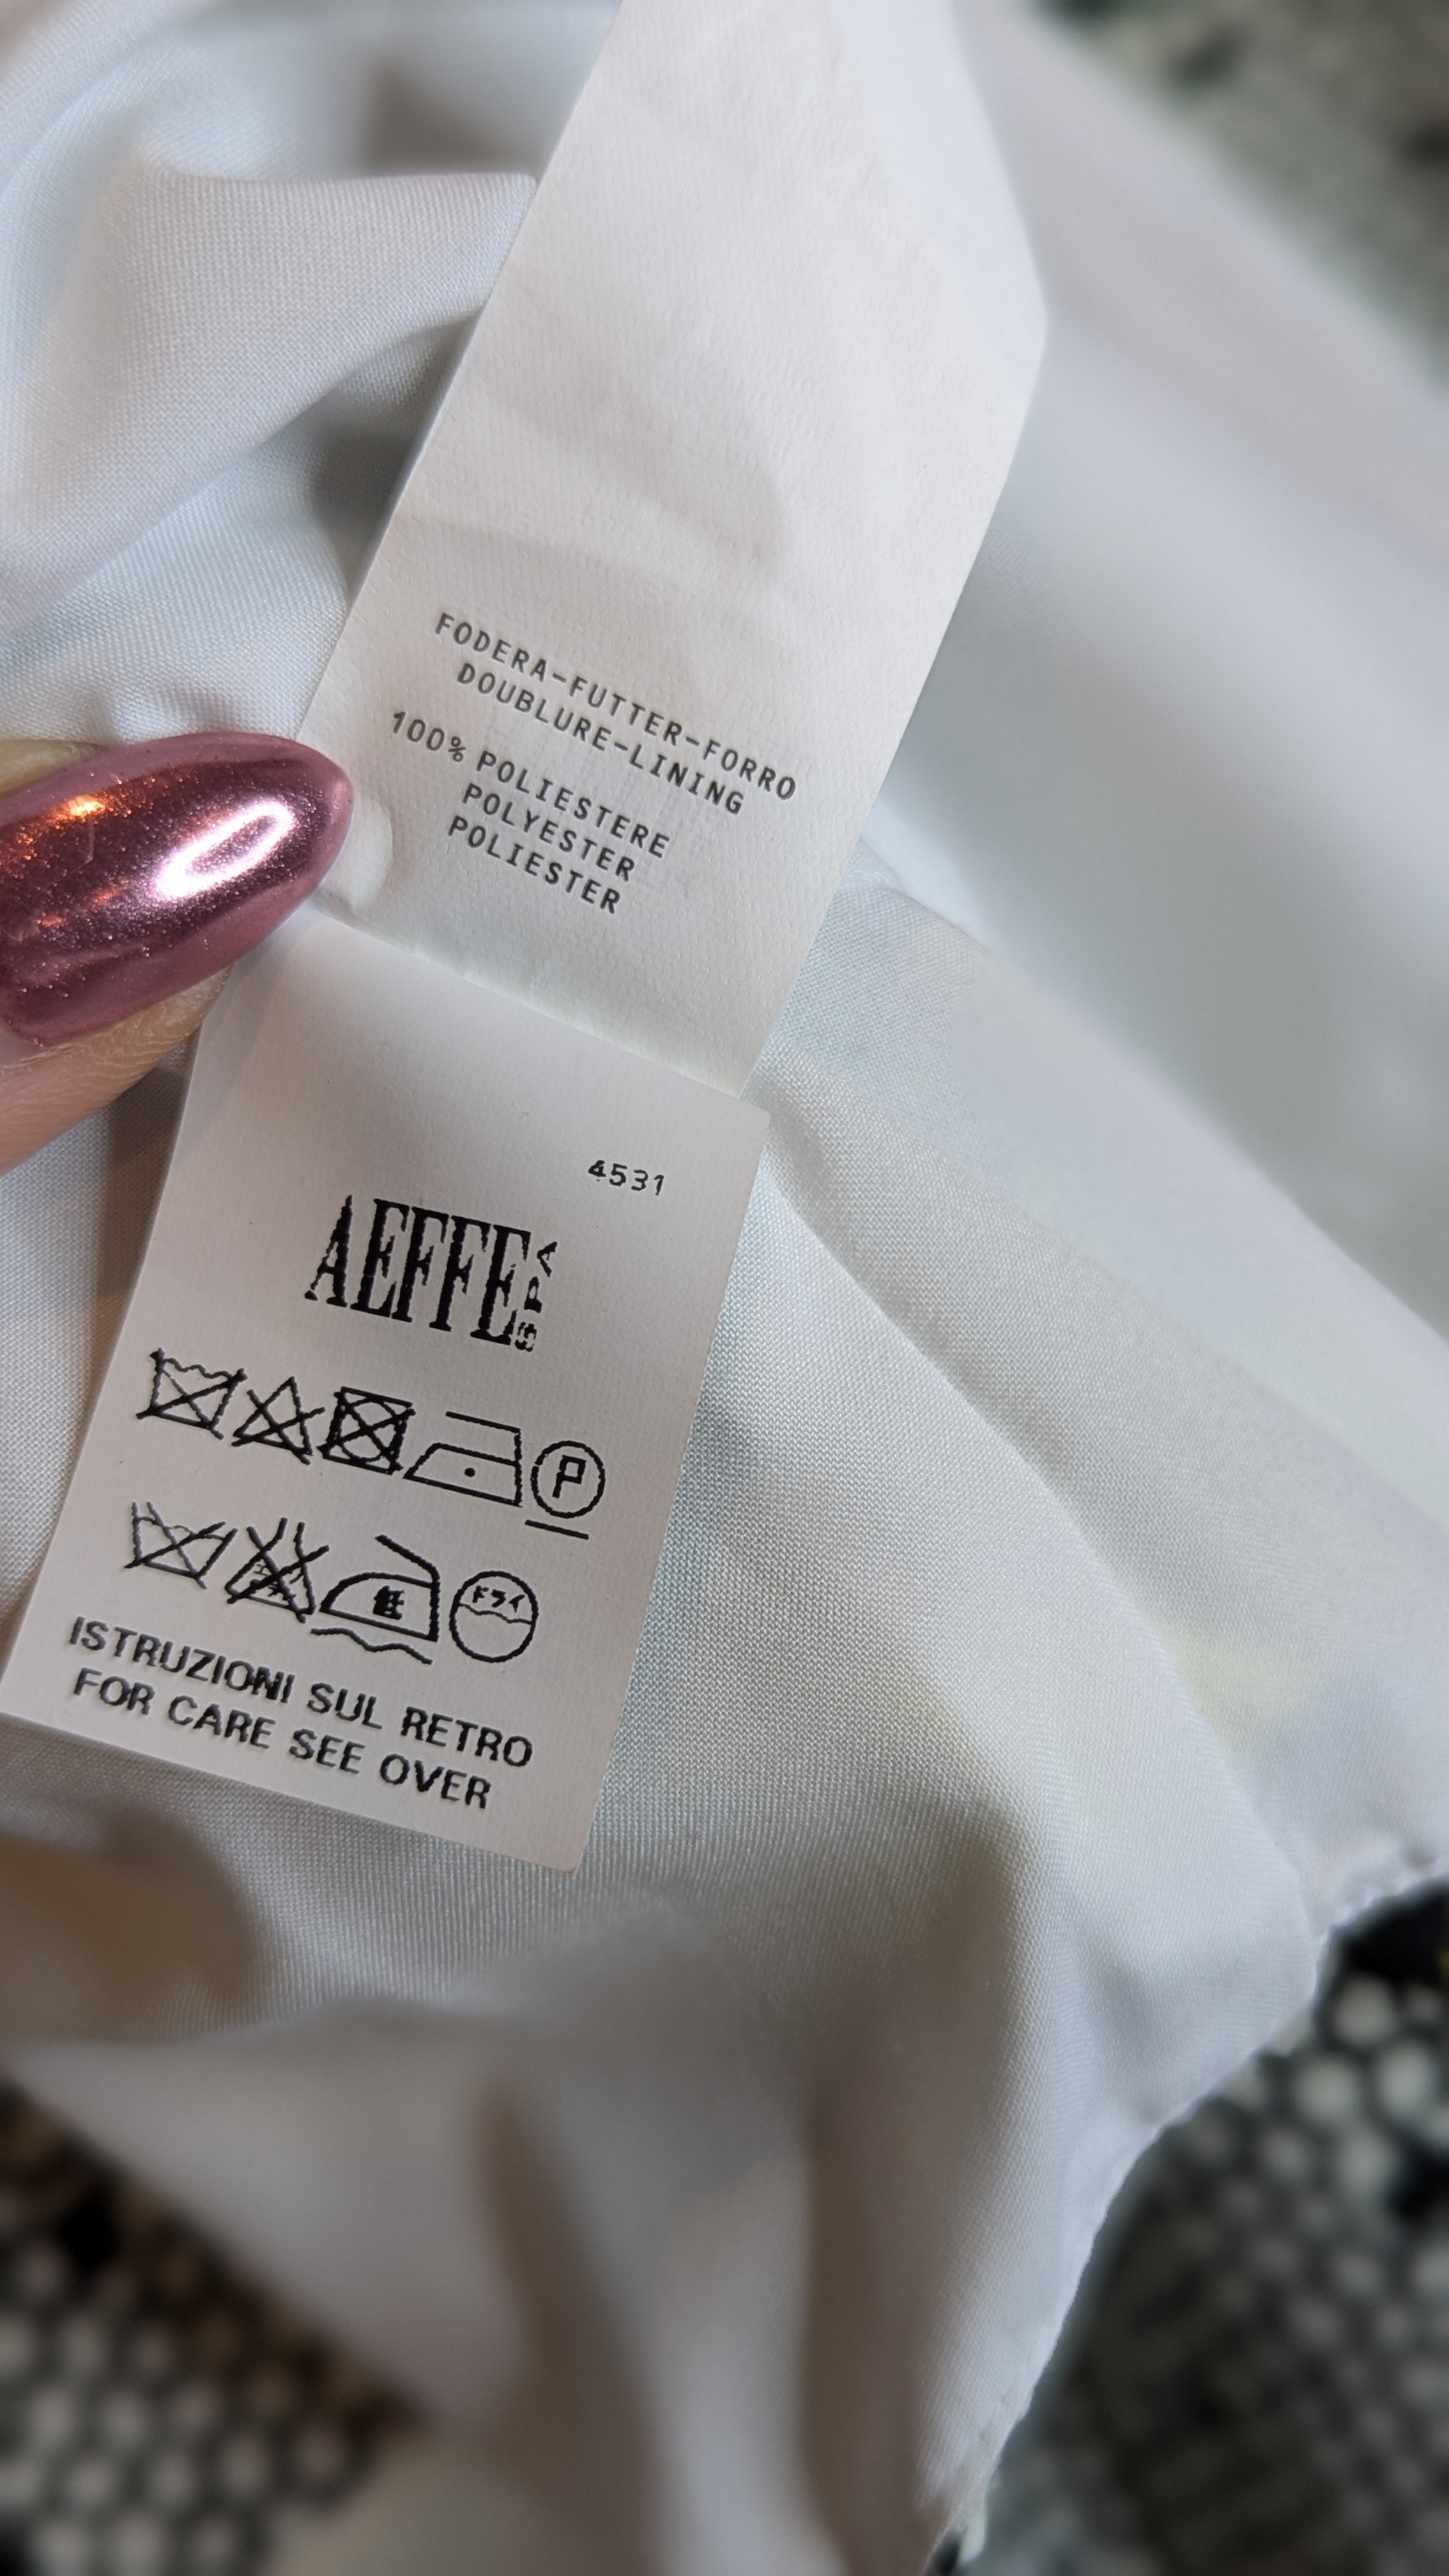 FODERA-FUTTER-FORRO
DOUBLURE-LINING
100% POLIESTERE
POLYESTER
POLIESTER
4531
AEFFE SPA
P
ドライ
ISTRUZIONI SUL RETRO
FOR CARE SEE OVER